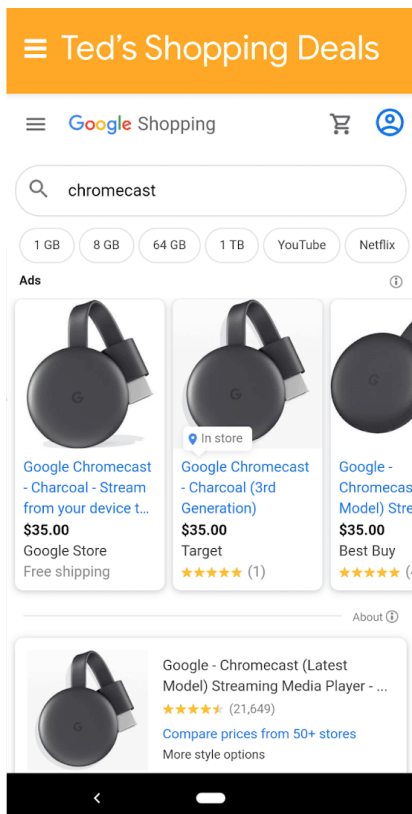 Ted's Shopping Deals
Google Shopping
chromecast
1 GB
8 GB
64 GB
1 TB
YouTube
Netflix
Ads
In store
Google Chromecast
- Charcoal - Stream
from your device t...
$35.00
Google Store
Free shipping
Google Chromecast
- Charcoal (3rd
Generation)
$35.00
Target
(1)
Google -
Chromecas
Model) Stre
$35.00
Best Buy
About
Google - Chromecast (Latest
Model) Streaming Media Player - ...
(21,649)
Compare prices from 50+ stores
More style options